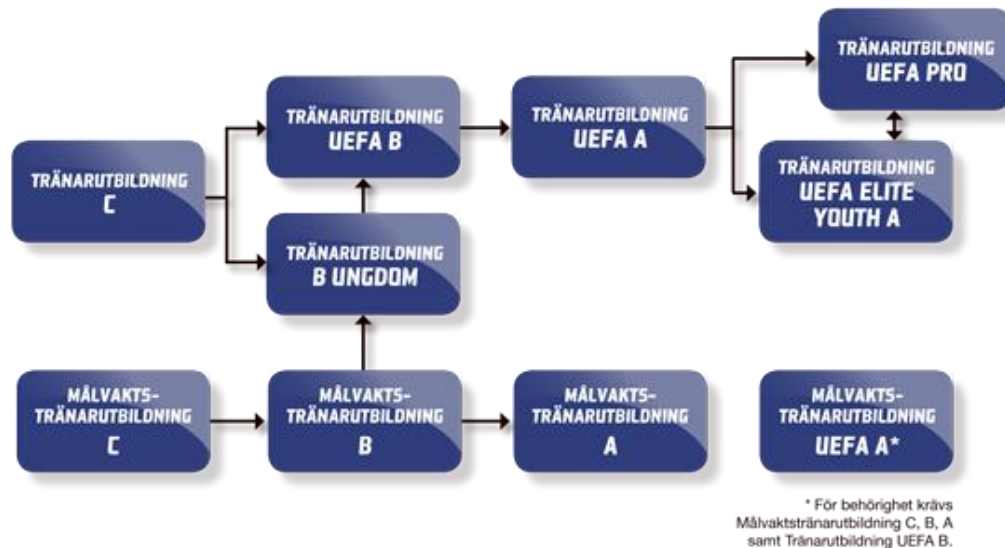 TRÄNARUTBILDNING
UEFA PRO
TRÄNARUTBILDNING
UEFA B
TRÄNARUTBILDNING
UEFA A
TRÄNARUTBILDNING
C
TRÄNARUTBILDNING
UEFA ELITE
YOUTH A
TRÄNARUTBILDNING
B UNGDOM
MÅLVAKTS-
TRÄNARUTBILDNING
C
MÅLVAKTS-
TRÄNARUTBILDNING
B
MÅLVAKTS-
TRÄNARUTBILDNING
A
MÅLVAKTS-
TRÄNARUTBILDNING
UEFA A*
* För behörighet krävs
Målvaktstränarutbildning C, B, A
samt Tränarutbildning UEFA B.